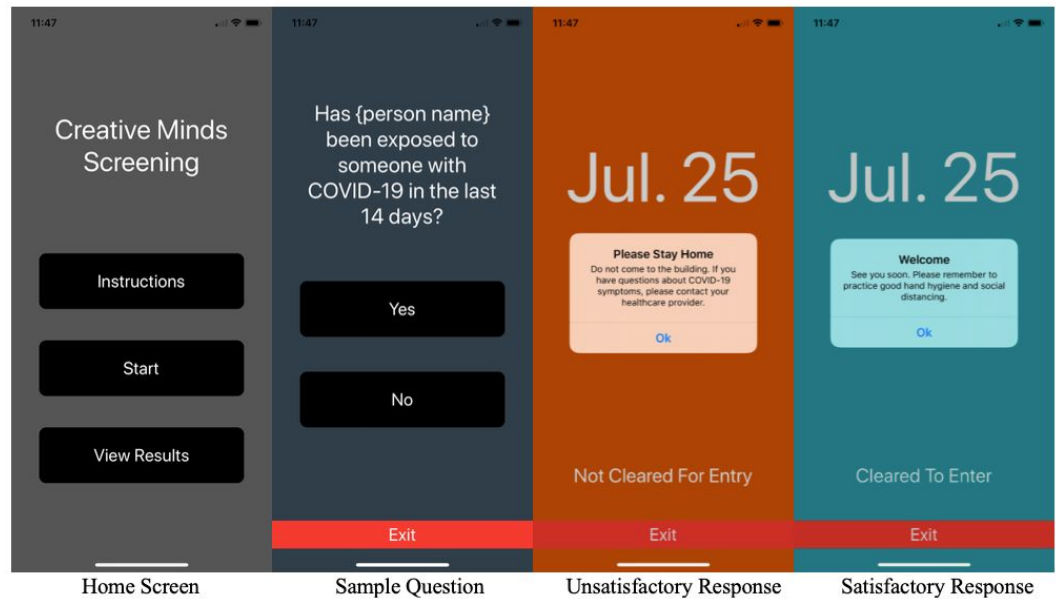 11:47
Creative Minds
Screening
Instructions
Start
View Results
Home Screen
11:47
Has {person name}
been exposed to
someone with
COVID-19 in the last
14 days?
Yes
No
Exit
Sample Question
11:47
Jul. 25
Please Stay Home
Do not come to the building. If you
have questions about COVID-19
symptoms, please contact your
healthcare provider.
Ok
Not Cleared For Entry
Exit
Unsatisfactory Response
11:47
Jul. 25
Welcome
See you soon. Please remember to
practice good hand hygiene and social
distancing.
Ok
Cleared To Enter
Exit
Satisfactory Response